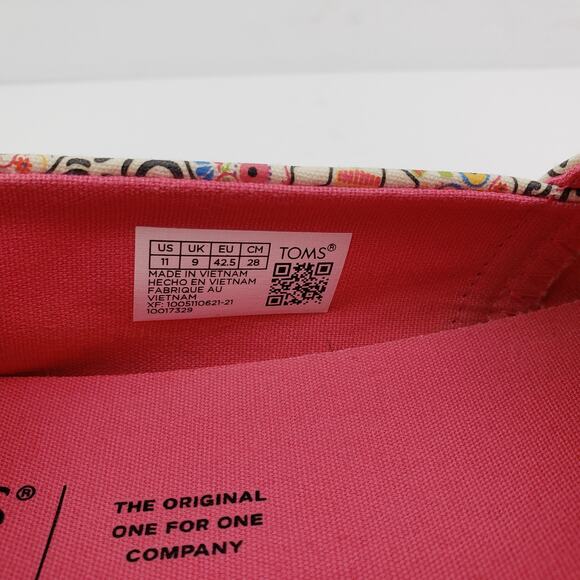 US UK EU CM
11 9 42.5 28
TOMS®
MADE IN VIETNAM
HECHO EN VIETNAM
FABRIQUE AU
VIETNAM
XF: 1005110621-21
10017329
S®
THE ORIGINAL
ONE FOR ONE
COMPANY